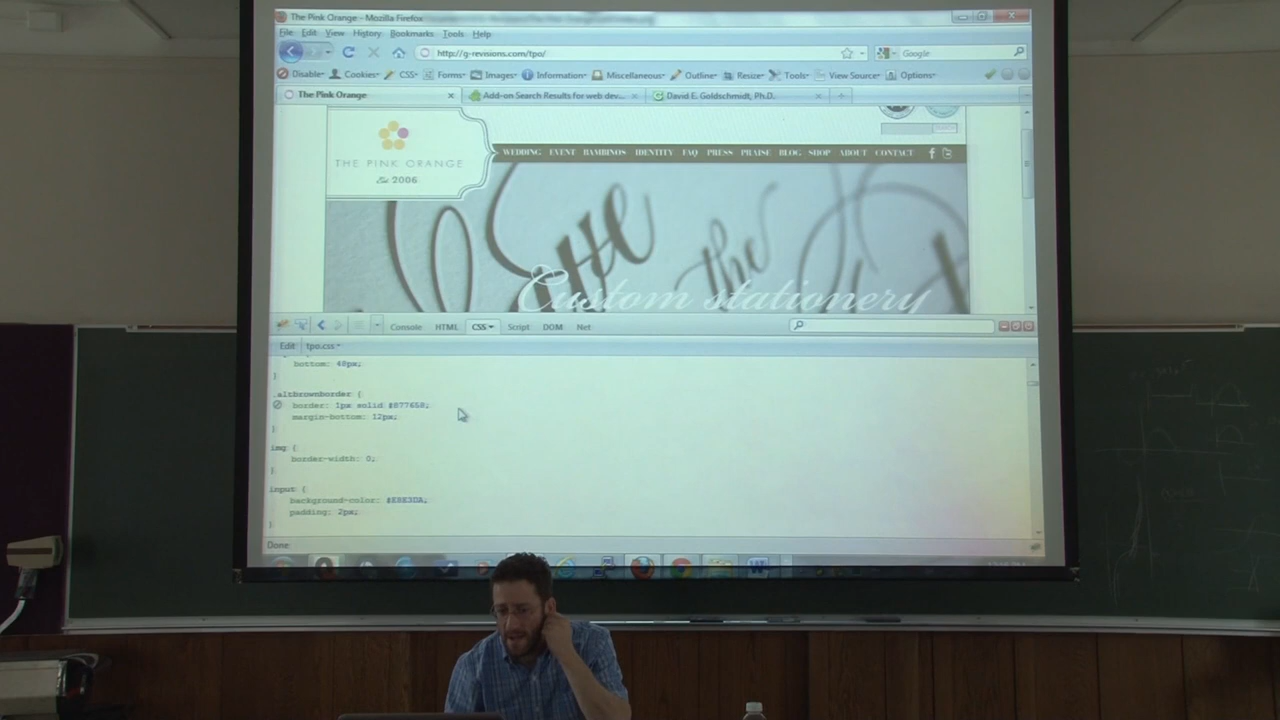 The Pink Orange - Mozilla Firefox
File Edit View History Bookmarks Tools Help
http://g-revisions.com/tpo/
Google
Disable Cookies CSS Forms Images Information Miscellaneous Outline Resize Tools View Source Options
The Pink Orange
Add-on Search Results for web dev...
David E. Goldschmidt, Ph.D.
THE PINK ORANGE
Est 2006
WEDDING EVENT BAMBINOS IDENTITY FAQ PRESS PRAISE BLOG SHOP ABOUT CONTACT
the
Custom stationery
Console HTML CSS Script DOM Net
Edit tpo.css
bottom: 40px;
}
.altbrownborder {
border: 1px solid #877658;
margin-bottom: 12px;
}
img {
border-width: 0;
}
input {
background-color: #EBE3DA;
padding: 2px;
}
Done